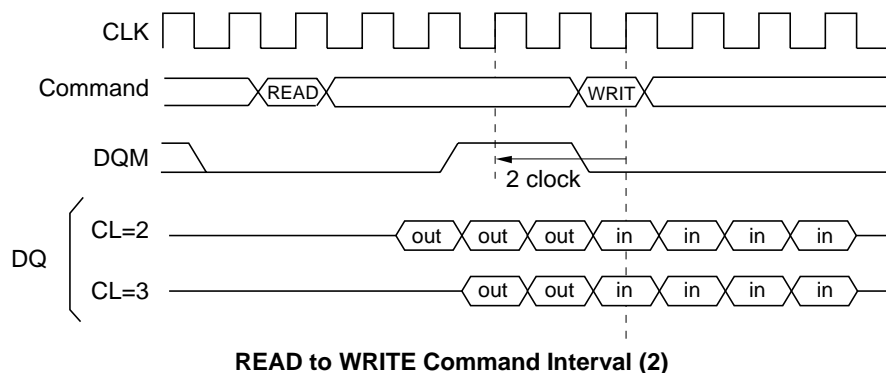 CLK
Command READ WRIT
DQM
2 clock
CL=2 out out out in in in in
DQ
CL=3 out out in in in in
READ to WRITE Command Interval (2)